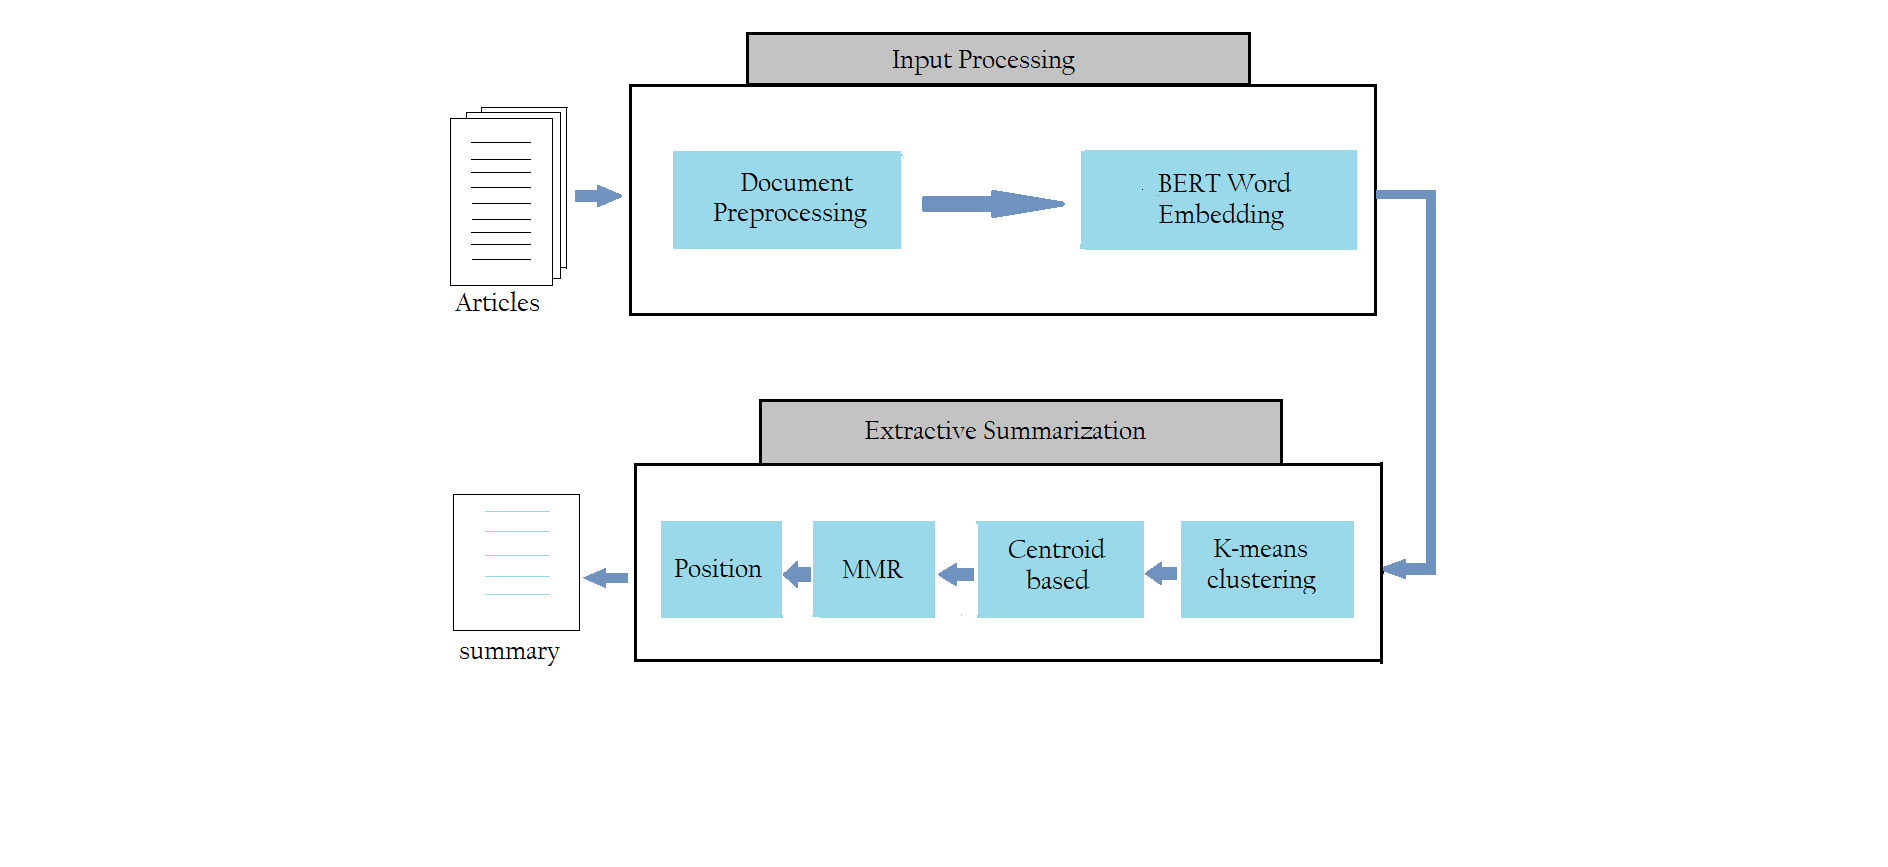 Input Processing
Document
Preprocessing
BERT Word
Embedding
Articles
Extractive Summarization
Position
MMR
Centroid
based
K-means
clustering
summary